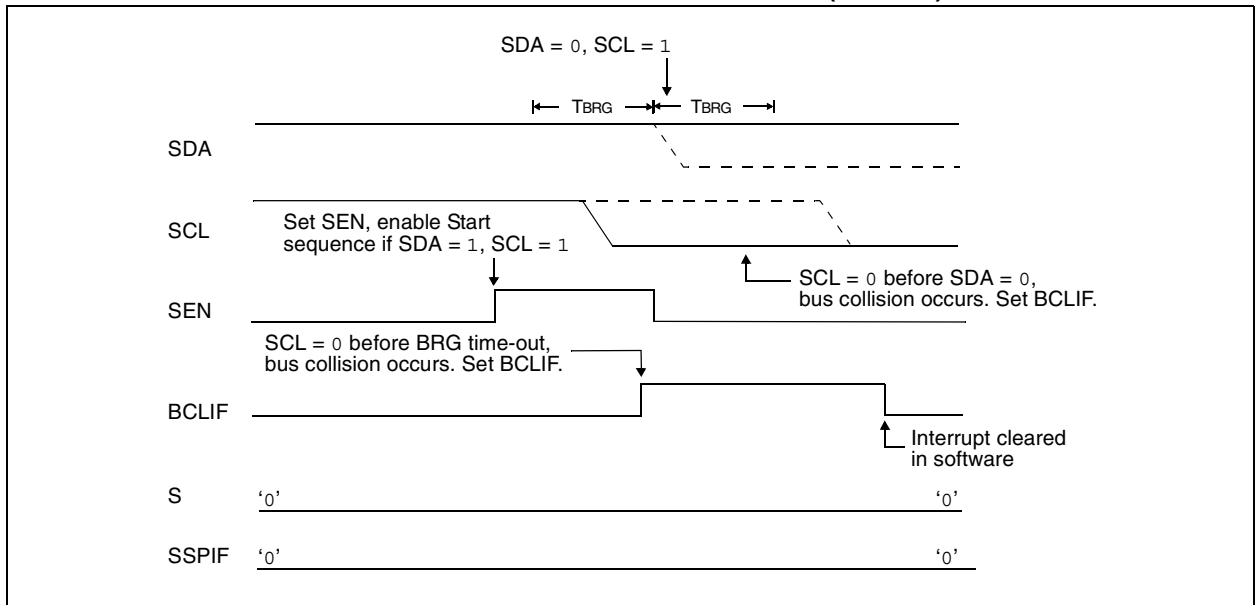 SDA = 0, SCL = 1
TBRG TBRG
SDA
SCL
Set SEN, enable Start
sequence if SDA = 1, SCL = 1
SCL = 0 before SDA = 0,
bus collision occurs. Set BCLIF.
SEN
SCL = 0 before BRG time-out,
bus collision occurs. Set BCLIF.
BCLIF
Interrupt cleared
in software
S ‘0’ ‘0’
SSPIF ‘0’ ‘0’